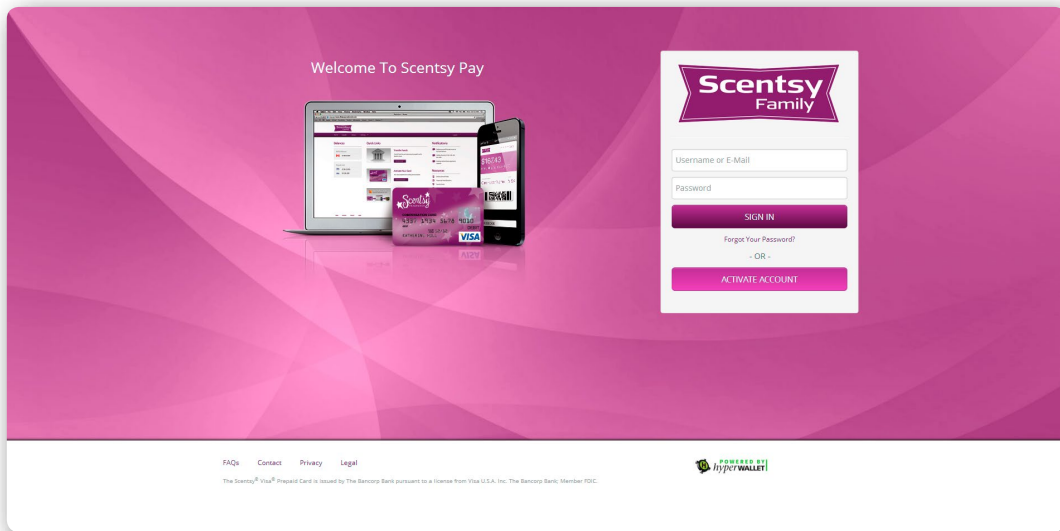 Welcome To Scentsy Pay
Scentsy
VISA
Scentsy
Family
Username or E-Mail
Password
SIGN IN
Forgot Your Password?
- OR -
ACTIVATE ACCOUNT
FAQs Contact Privacy Legal
POWERED BY
hyperWALLET
The Scentsy® Visa® Prepaid Card is issued by The Bancorp Bank pursuant to a license from Visa U.S.A. Inc. The Bancorp Bank; Member FDIC.